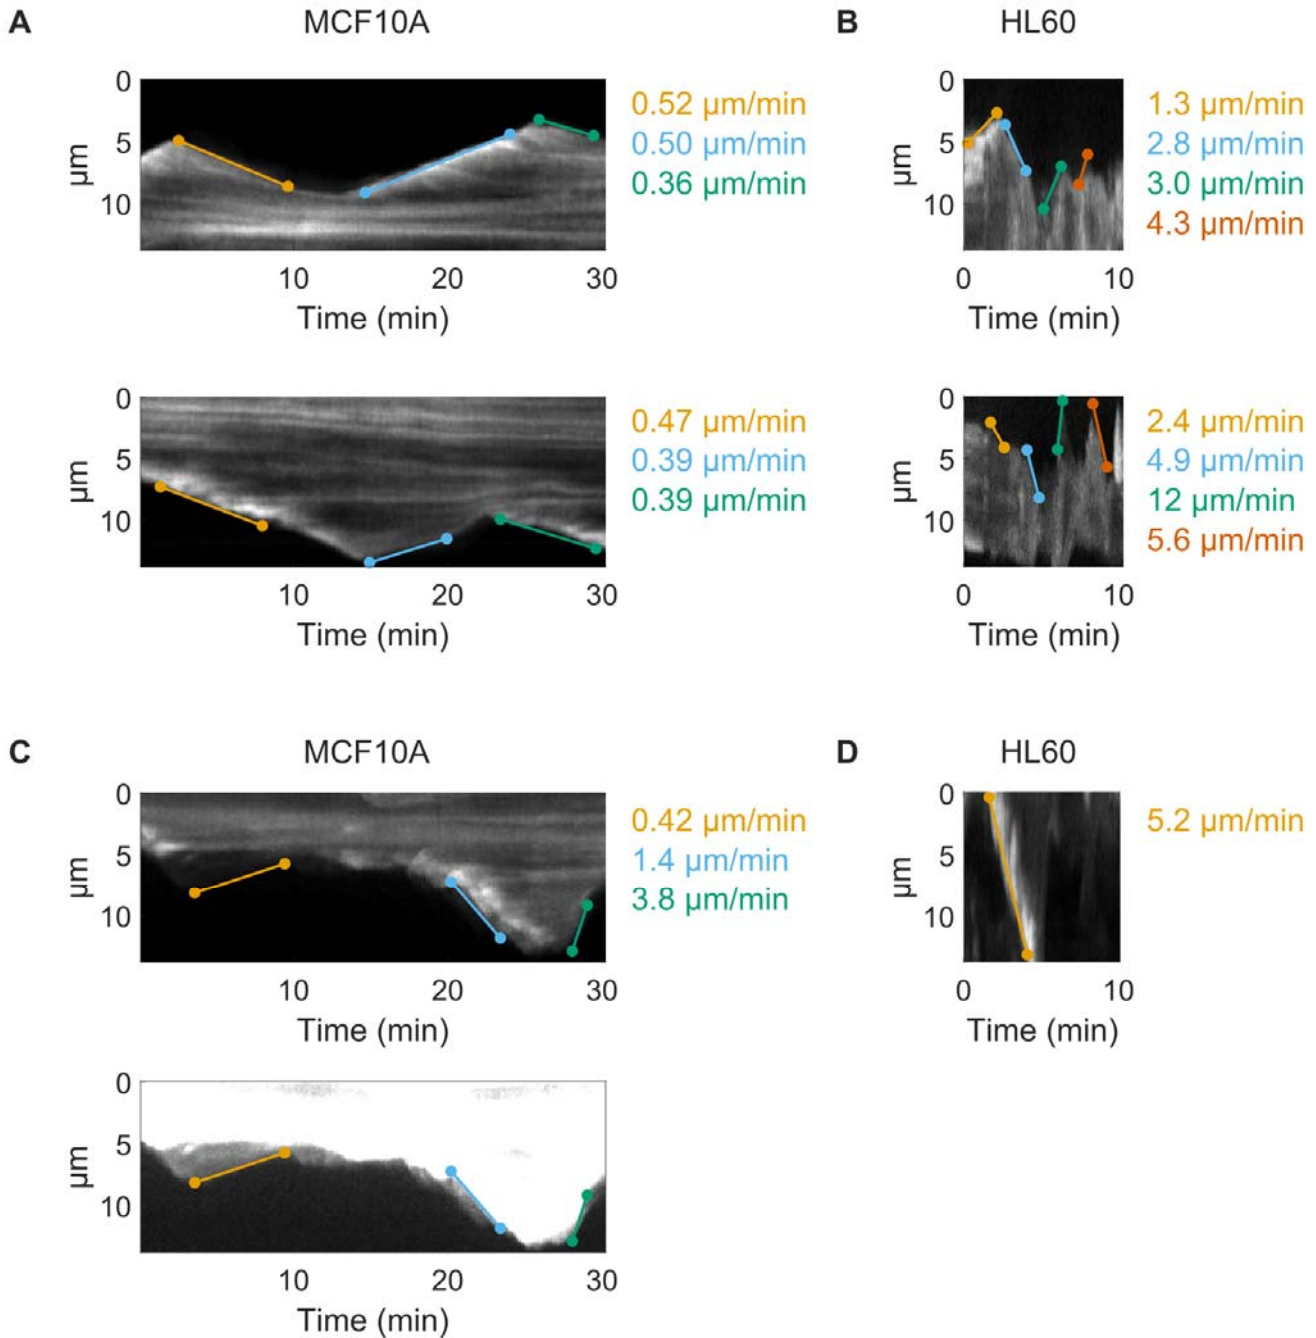 A
MCF10A
0
5
10
µm
10
20
30
Time (min)
0.52 µm/min
0.50 µm/min
0.36 µm/min
0
5
10
µm
10
20
30
Time (min)
0.47 µm/min
0.39 µm/min
0.39 µm/min
B
HL60
0
5
10
µm
0
10
Time (min)
1.3 µm/min
2.8 µm/min
3.0 µm/min
4.3 µm/min
0
5
10
µm
0
10
Time (min)
2.4 µm/min
4.9 µm/min
12 µm/min
5.6 µm/min
C
MCF10A
0
5
10
µm
10
20
30
Time (min)
0.42 µm/min
1.4 µm/min
3.8 µm/min
0
5
10
µm
10
20
30
Time (min)
D
HL60
0
5
10
µm
0
10
Time (min)
5.2 µm/min